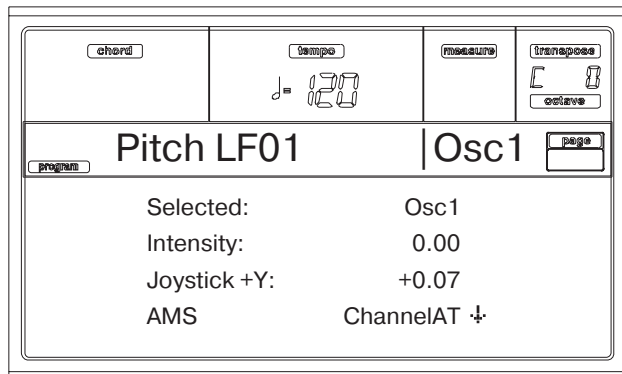 chord tempo measure transpose
♩= 120 C 0
octave
Pitch LF01 |Osc1 page
program
Selected: Osc1
Intensity: 0.00
Joystick +Y: +0.07
AMS ChannelAT